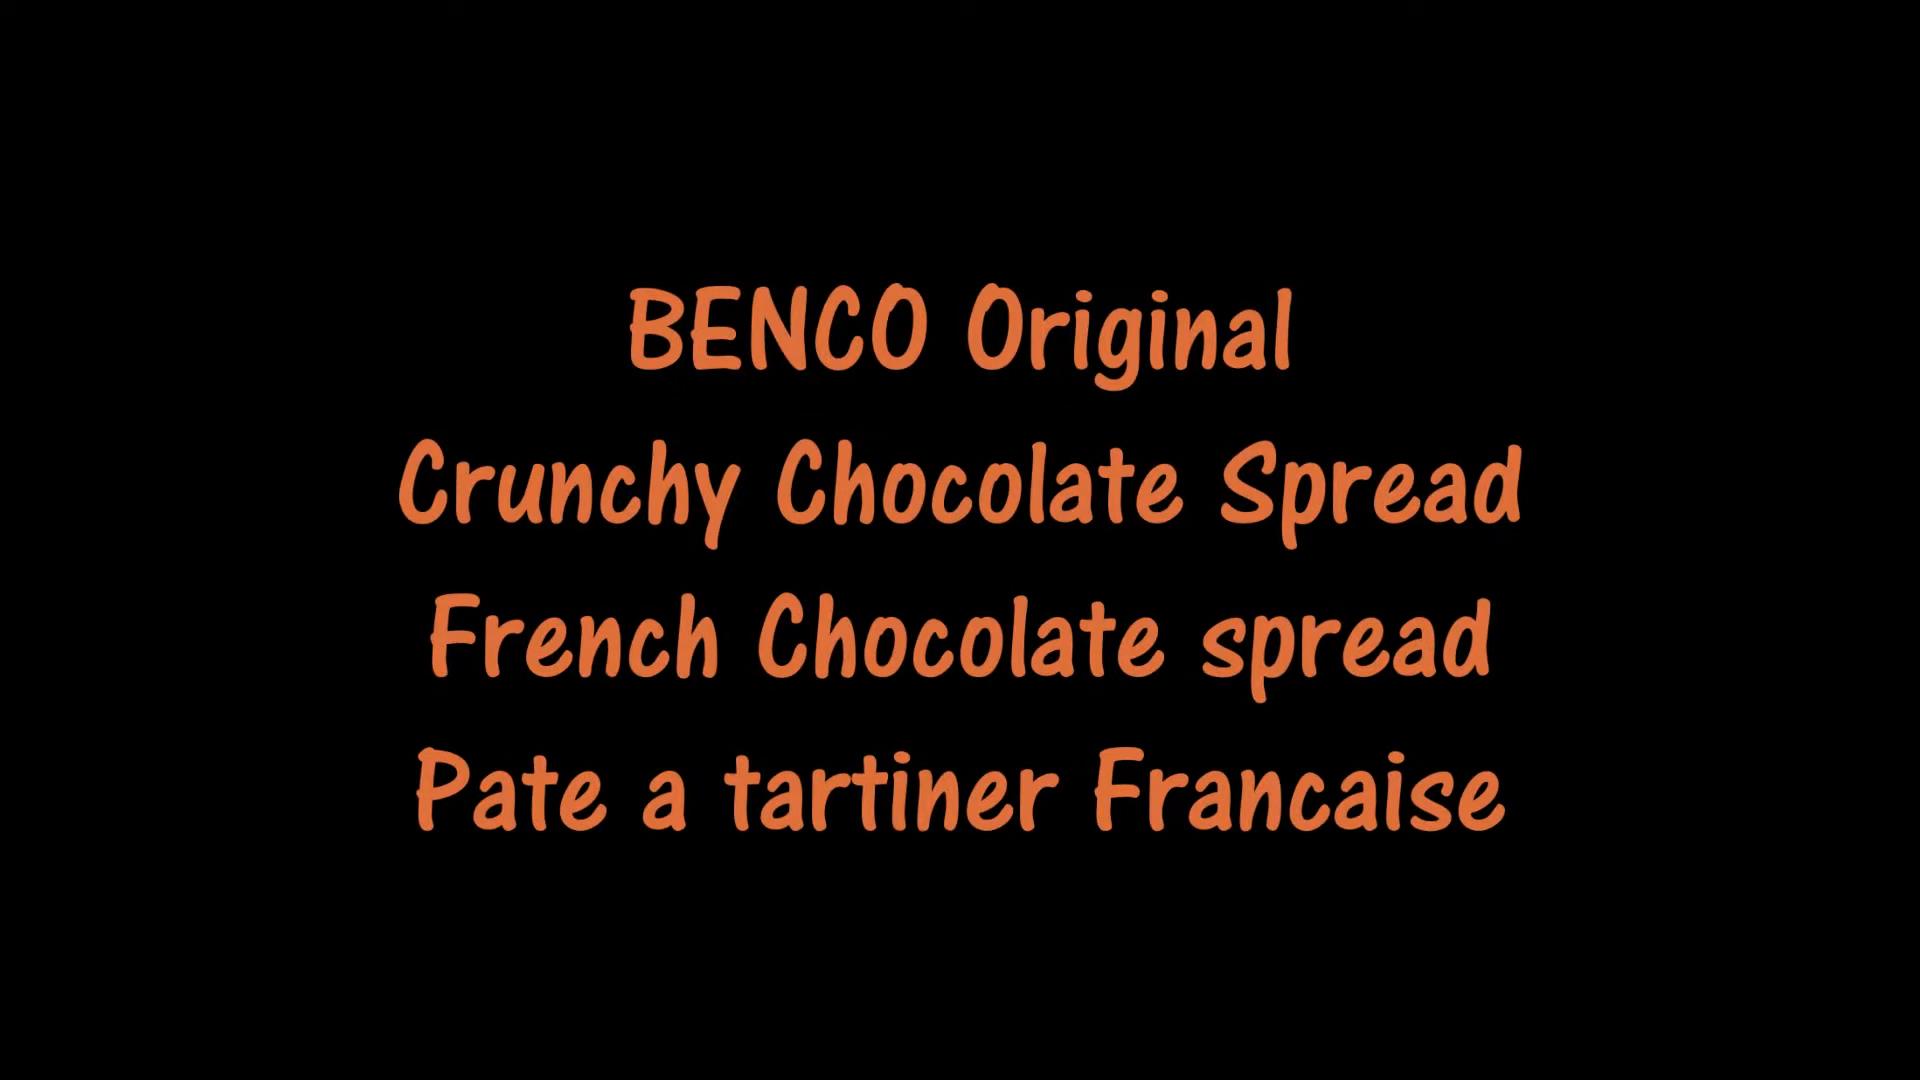 BENCO Original
Crunchy Chocolate Spread
French Chocolate spread
Pate a tartiner Francaise